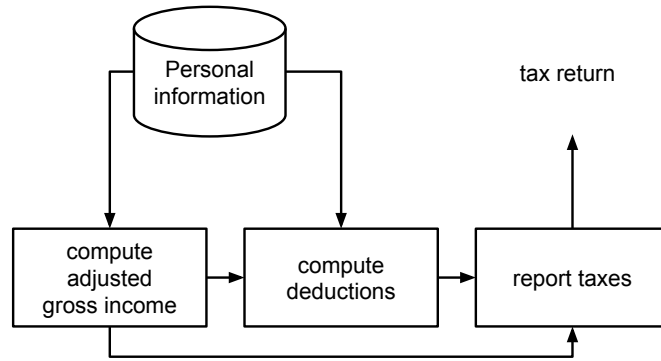 Personal
information
tax return
compute
adjusted
gross income
compute
deductions
report taxes